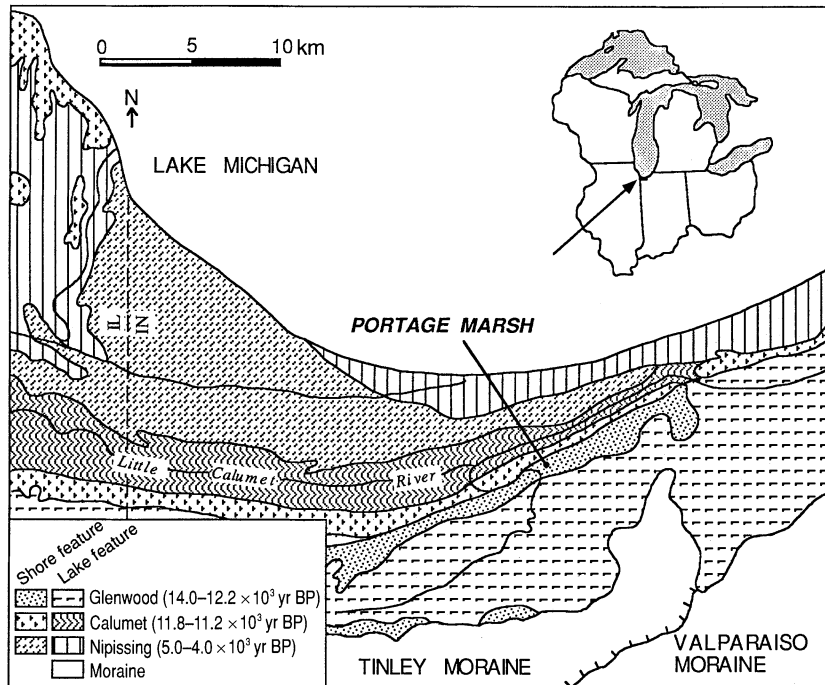 0 5 10 km
N
LAKE MICHIGAN
IL
IN
PORTAGE MARSH
Little Calumet River
Shore feature
Lake feature
Glenwood (14.0–12.2 ×10³ yr BP)
Calumet (11.8–11.2 ×10³ yr BP)
Nipissing (5.0–4.0 ×10³ yr BP)
Moraine
TINLEY MORAINE
VALPARAISO
MORAINE